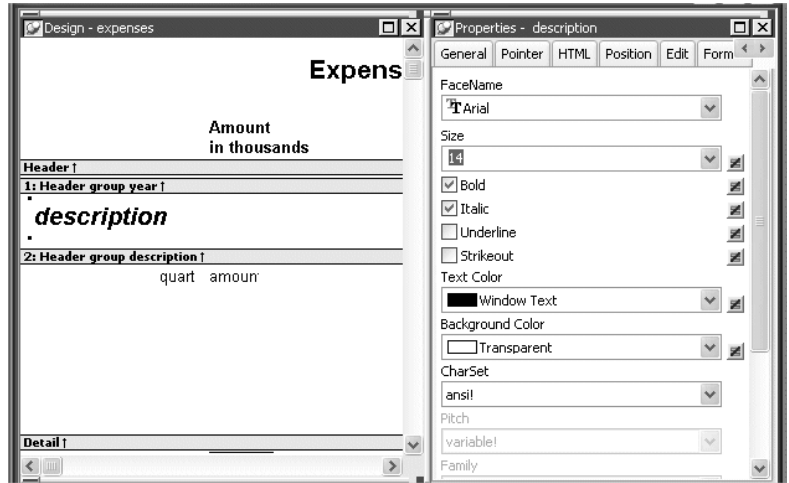 Design - expenses
Expens
Amount
in thousands
Header ↑
1: Header group year ↑
description
2: Header group description ↑
quart amoun
Detail ↑
Properties - description
General Pointer HTML Position Edit Form
FaceName
Arial
Size
14
Bold
Italic
Underline
Strikeout
Text Color
Window Text
Background Color
Transparent
CharSet
ansi!
Pitch
variable!
Family